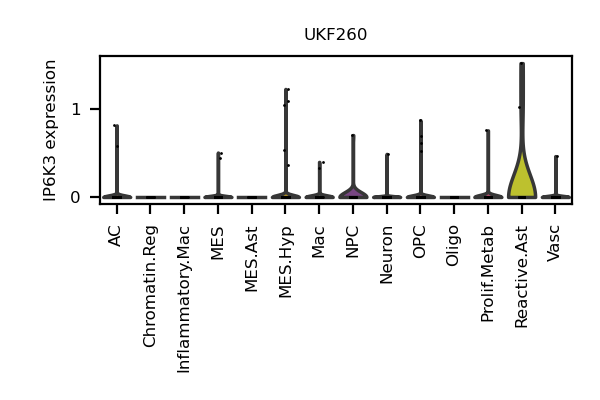 UKF260
IP6K3 expression
1
0
AC
Chromatin.Reg
Inflammatory.Mac
MES
MES.Ast
MES.Hyp
Mac
NPC
Neuron
OPC
Oligo
Prolif.Metab
Reactive.Ast
Vasc